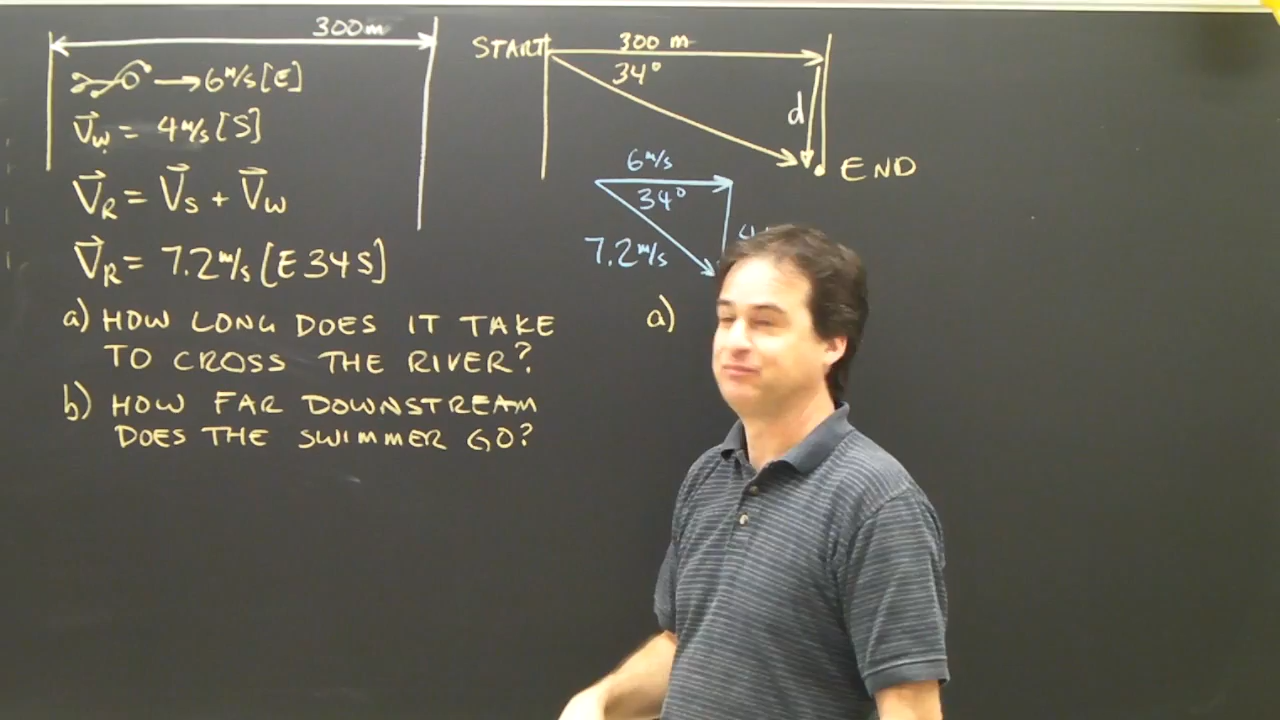 300m
→6 m/s [E]
V⃗w = 4 m/s [S]
V⃗R = V⃗s + V⃗w
V⃗R = 7.2 m/s [E 34 S]
a) HOW LONG DOES IT TAKE
TO CROSS THE RIVER?
b) HOW FAR DOWNSTREAM
DOES THE SWIMMER GO?
START 300 m
34°
d
END
6 m/s
34°
7.2 m/s
a)